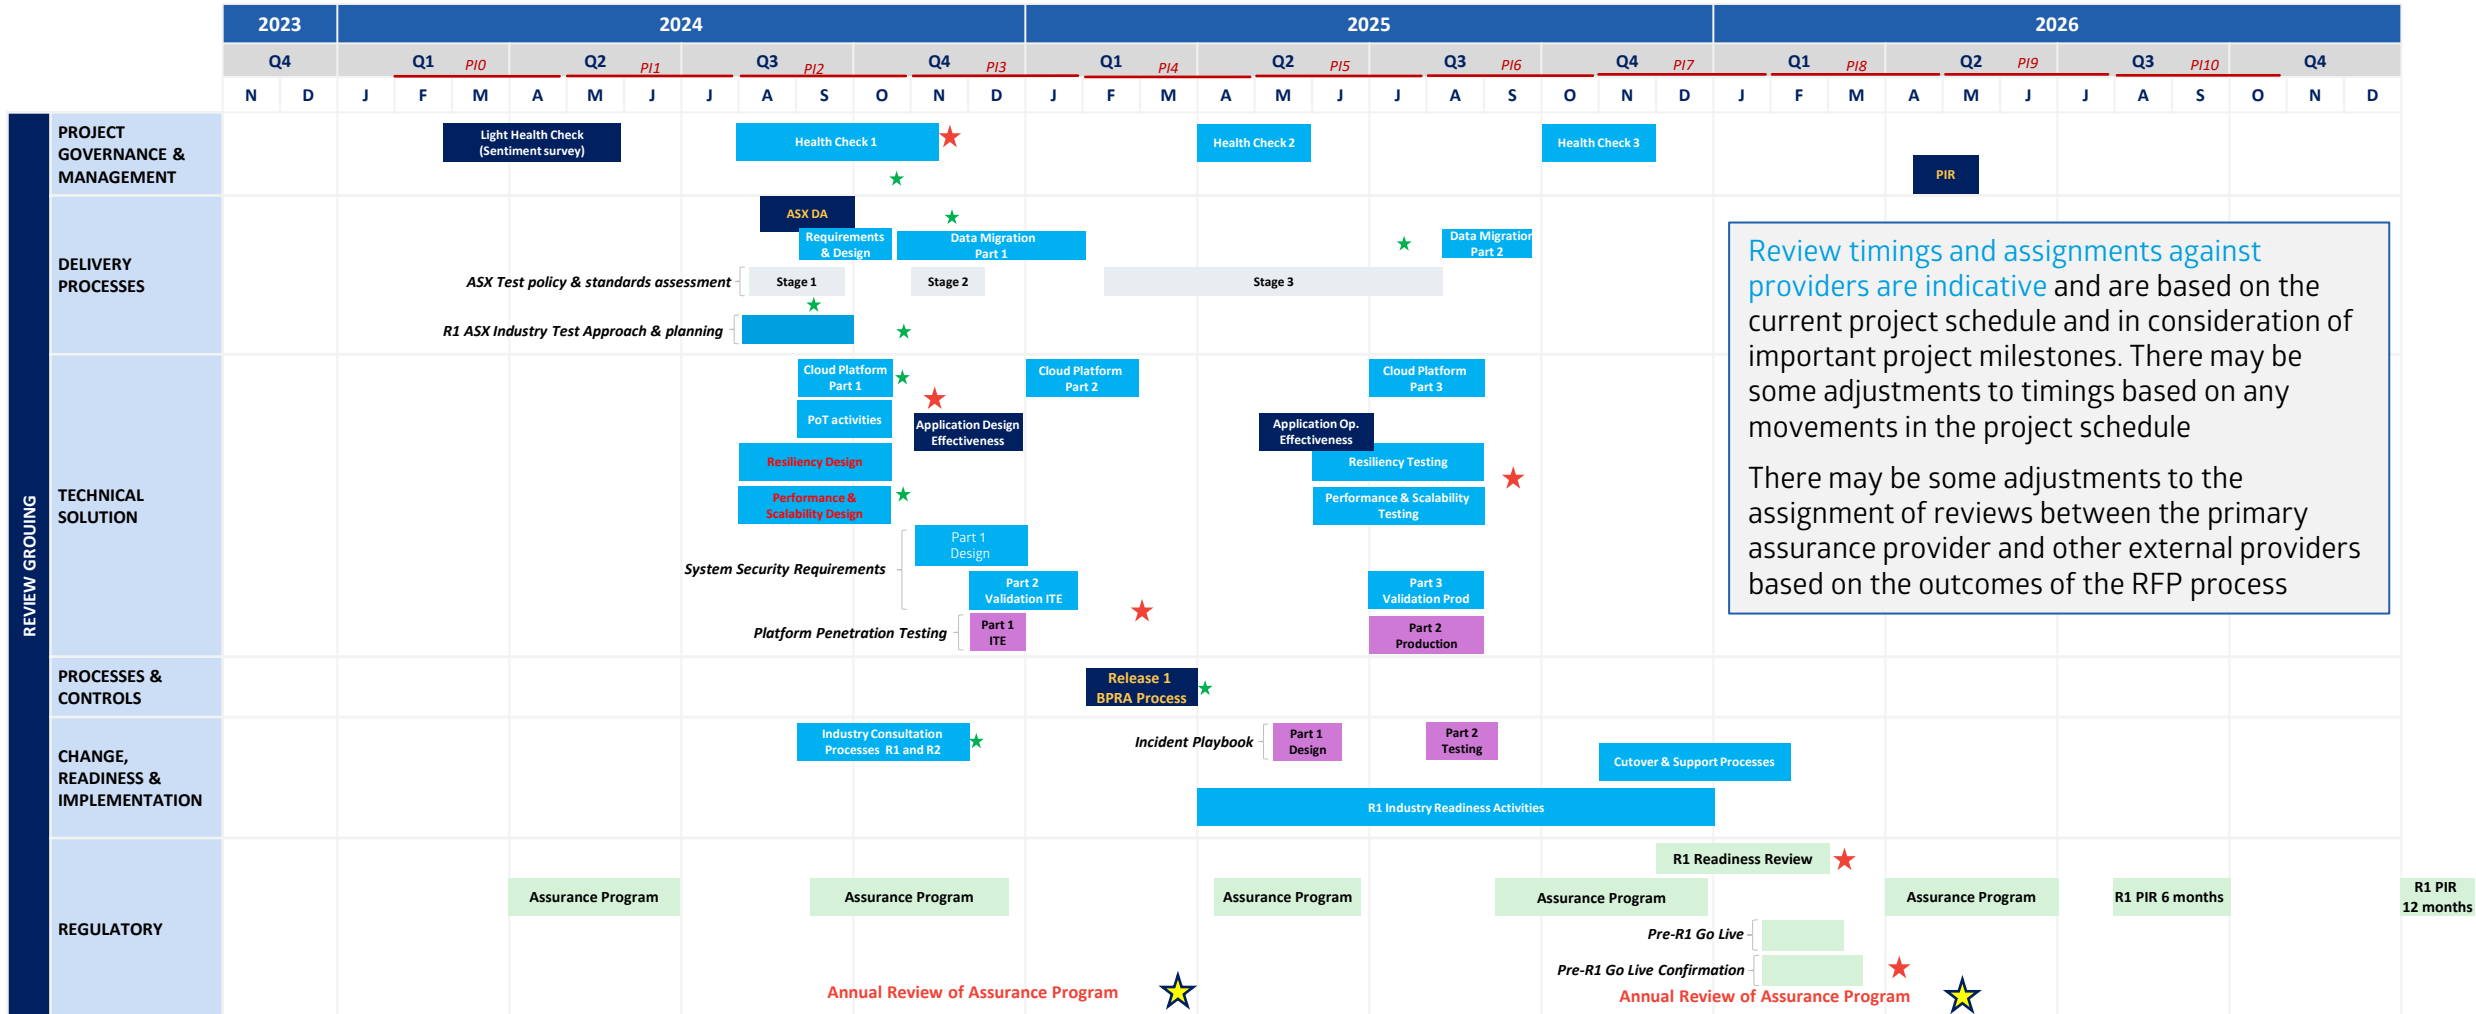 2023
2024
2025
2026
Q4
Q1
PI0
Q2
PI1
Q3
PI2
Q4
PI3
Q1
PI4
Q2
PI5
Q3
PI6
Q4
PI7
Q1
PI8
Q2
PI9
Q3
PI10
Q4
N D J F M A M J J A S O N D J F M A M J J A S O N D J F M A M J J A S O N D
REVIEW GROUING
PROJECT
GOVERNANCE &
MANAGEMENT
Light Health Check
(Sentiment survey)
Health Check 1
Health Check 2
Health Check 3
PIR
DELIVERY
PROCESSES
ASX DA
Requirements
& Design
Data Migration
Part 1
Data Migration
Part 2
ASX Test policy & standards assessment
Stage 1
Stage 2
Stage 3
R1 ASX Industry Test Approach & planning
TECHNICAL
SOLUTION
Cloud Platform
Part 1
Cloud Platform
Part 2
Cloud Platform
Part 3
PoT activities
Application Design
Effectiveness
Application Op.
Effectiveness
Resiliency Design
Resiliency Testing
Performance &
Scalability Design
Performance & Scalability
Testing
System Security Requirements
Part 1
Design
Part 2
Validation ITE
Part 3
Validation Prod
Platform Penetration Testing
Part 1
ITE
Part 2
Production
PROCESSES &
CONTROLS
Release 1
BPRA Process
CHANGE,
READINESS &
IMPLEMENTATION
Industry Consultation
Processes R1 and R2
Incident Playbook
Part 1
Design
Part 2
Testing
Cutover & Support Processes
R1 Industry Readiness Activities
REGULATORY
R1 Readiness Review
Assurance Program
Assurance Program
Assurance Program
Assurance Program
Assurance Program
R1 PIR 6 months
R1 PIR
12 months
Pre-R1 Go Live
Pre-R1 Go Live Confirmation
Annual Review of Assurance Program
Annual Review of Assurance Program
Review timings and assignments against
providers are indicative and are based on the
current project schedule and in consideration of
important project milestones. There may be
some adjustments to timings based on any
movements in the project schedule
There may be some adjustments to the
assignment of reviews between the primary
assurance provider and other external providers
based on the outcomes of the RFP process